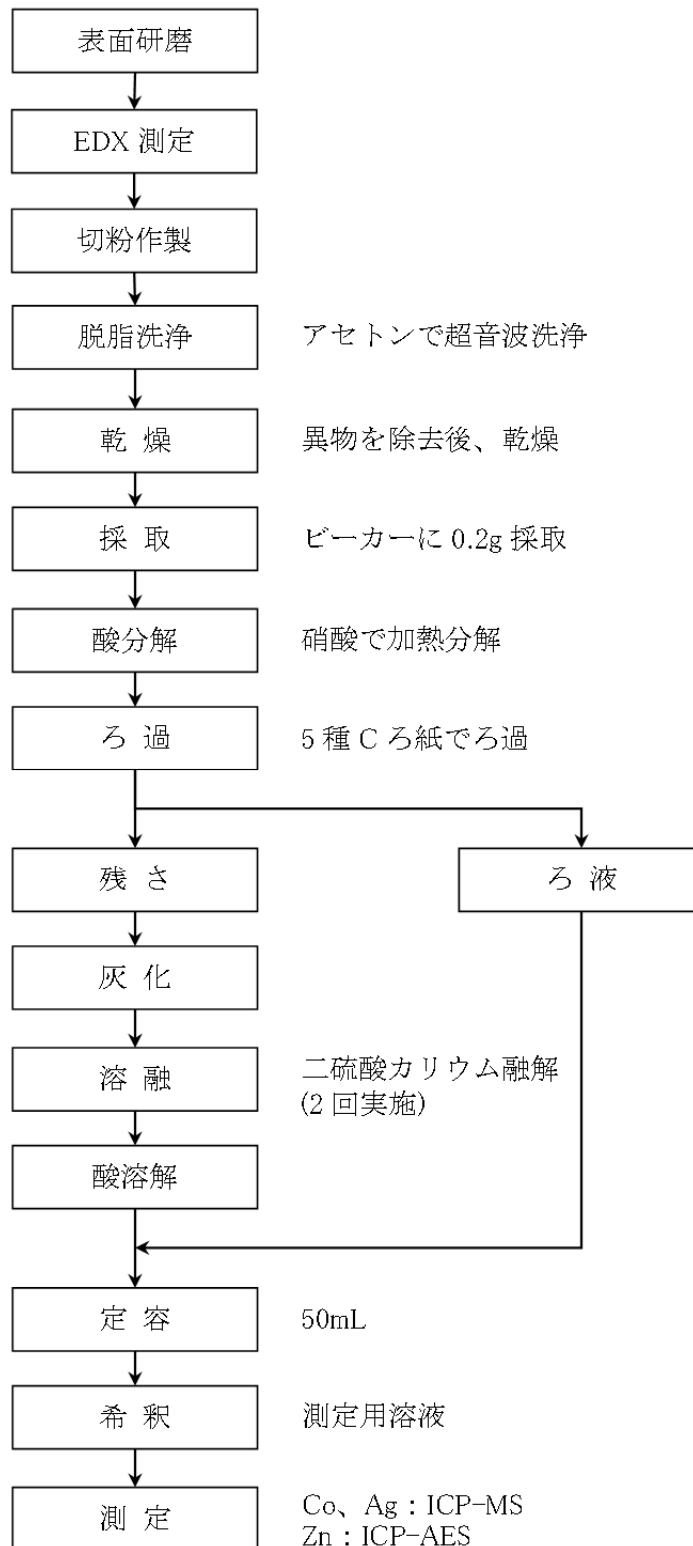 表面研磨
EDX 測定
切粉作製
脱脂洗浄 アセトンで超音波洗浄
乾 燥 異物を除去後、乾燥
採 取 ビーカーに 0.2g 採取
酸分解 硝酸で加熱分解
ろ 過 5 種 C ろ紙でろ過
残 さ ろ 液
灰 化
溶 融 二硫酸カリウム融解
(2 回実施)
酸溶解
定 容 50mL
希 釈 測定用溶液
測 定 Co、Ag：ICP-MS
Zn：ICP-AES